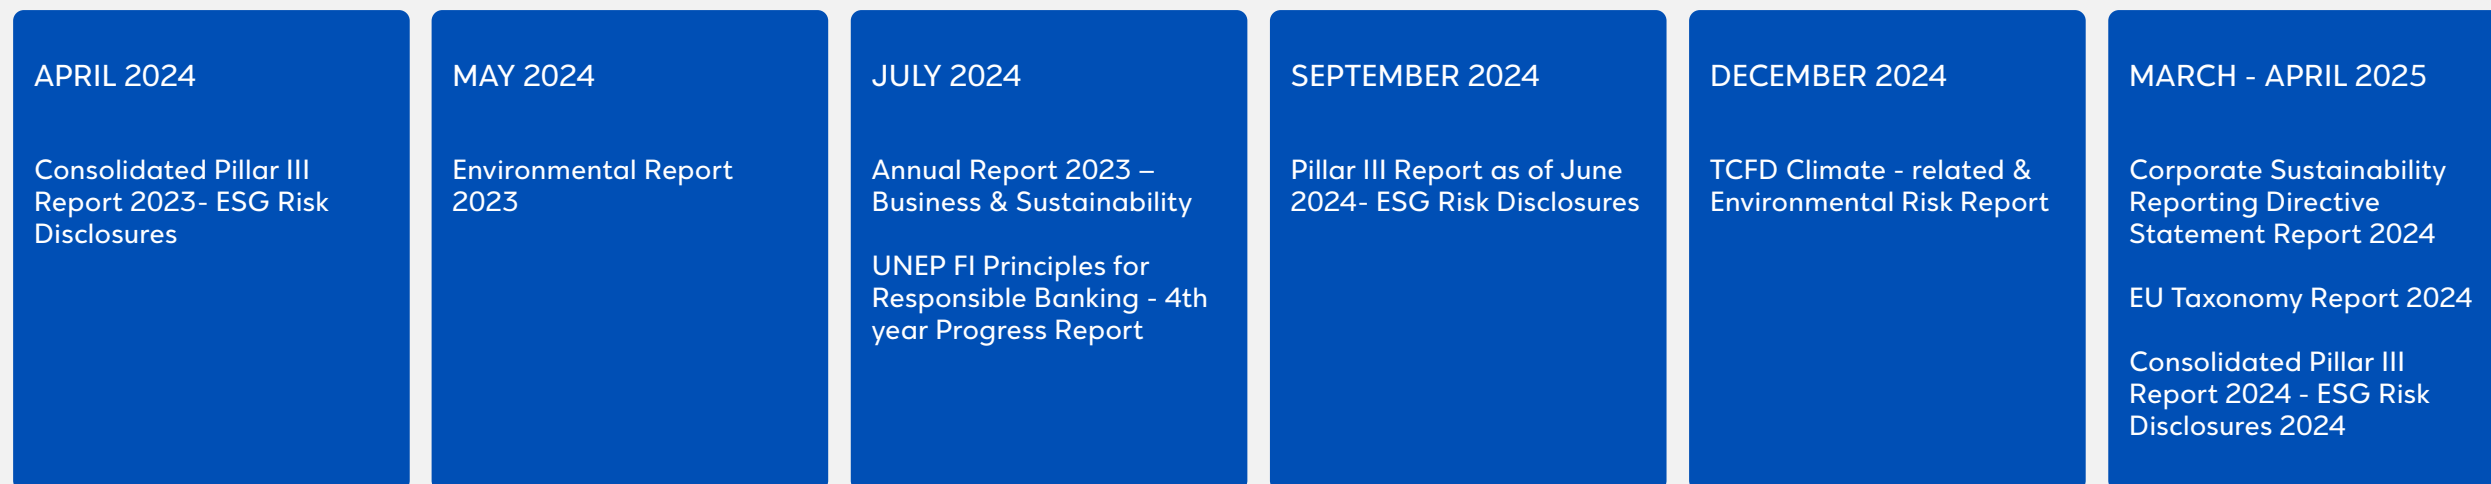 APRIL 2024
Consolidated Pillar III
Report 2023- ESG Risk
Disclosures
MAY 2024
Environmental Report
2023
JULY 2024
Annual Report 2023 –
Business & Sustainability
UNEP FI Principles for
Responsible Banking - 4th
year Progress Report
SEPTEMBER 2024
Pillar III Report as of June
2024- ESG Risk Disclosures
DECEMBER 2024
TCFD Climate - related &
Environmental Risk Report
MARCH - APRIL 2025
Corporate Sustainability
Reporting Directive
Statement Report 2024
EU Taxonomy Report 2024
Consolidated Pillar III
Report 2024 - ESG Risk
Disclosures 2024